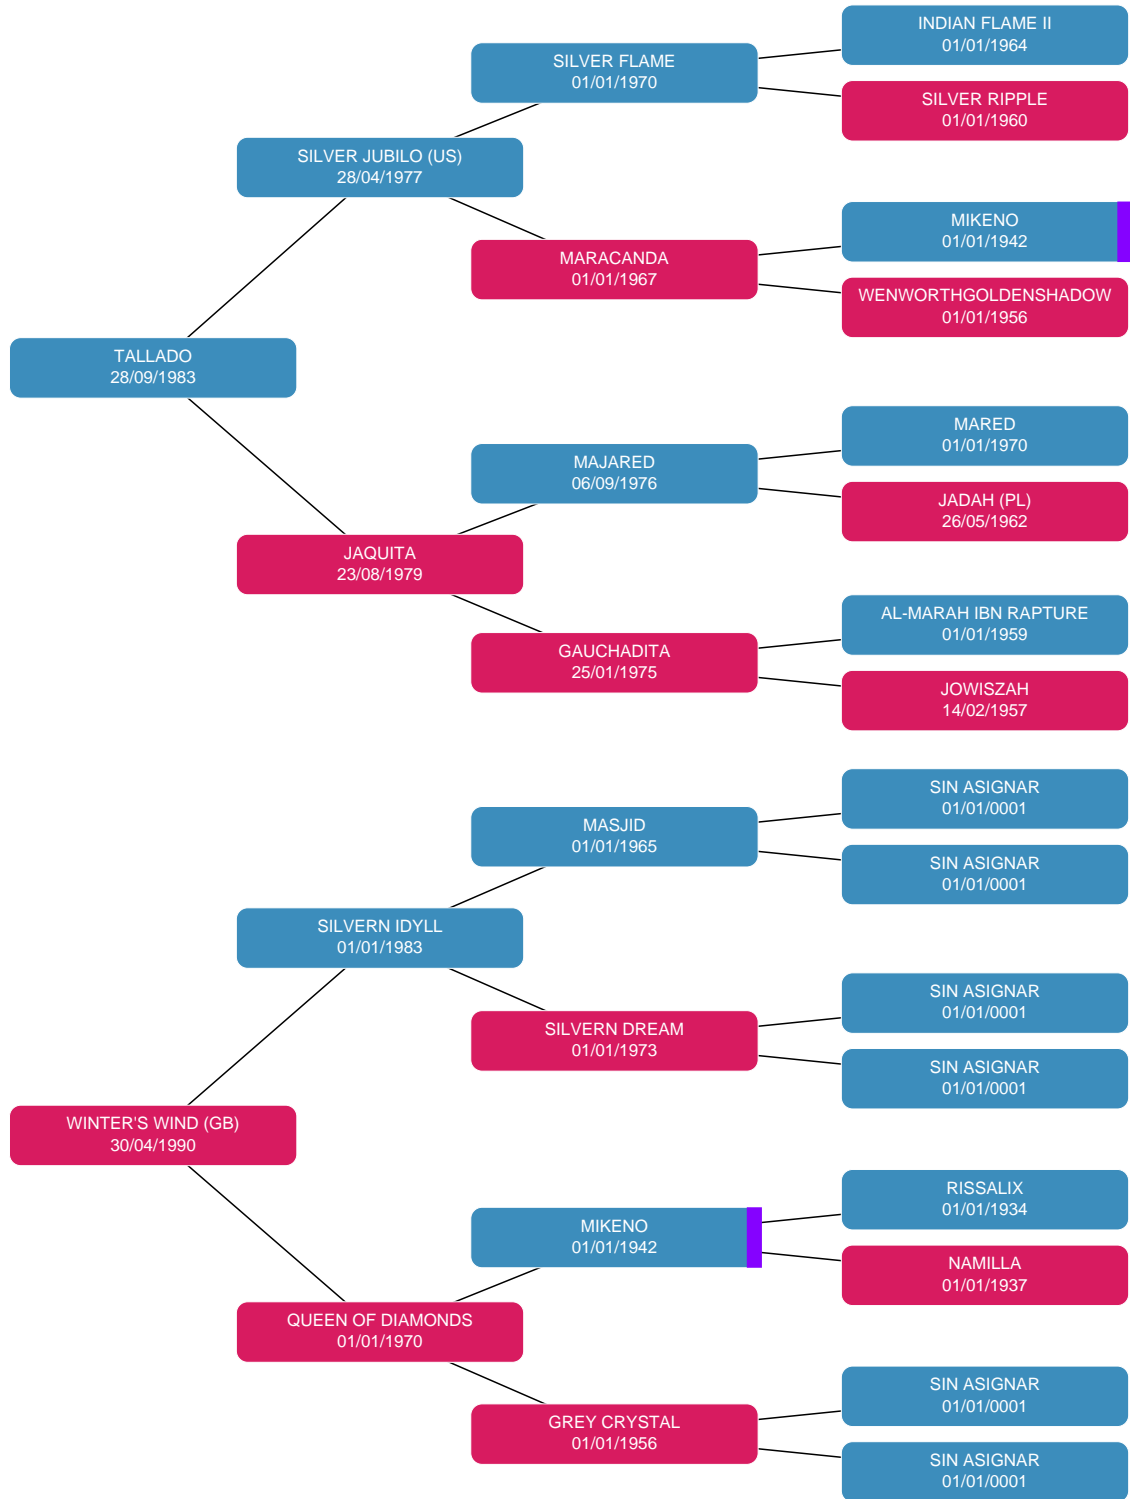 INDIAN FLAME II
01/01/1964
SILVER FLAME
01/01/1970
SILVER RIPPLE
01/01/1960
SILVER JUBILO (US)
28/04/1977
MIKENO
01/01/1942
MARACANDA
01/01/1967
WENWORTHGOLDENSHADOW
01/01/1956
TALLADO
28/09/1983
MARED
01/01/1970
MAJARED
06/09/1976
JADAH (PL)
26/05/1962
JAQUITA
23/08/1979
AL-MARAH IBN RAPTURE
01/01/1959
GAUCHADITA
25/01/1975
JOWISZAH
14/02/1957
SIN ASIGNAR
01/01/0001
MASJID
01/01/1965
SIN ASIGNAR
01/01/0001
SILVERN IDYLL
01/01/1983
SIN ASIGNAR
01/01/0001
SILVERN DREAM
01/01/1973
SIN ASIGNAR
01/01/0001
WINTER'S WIND (GB)
30/04/1990
RISSALIX
01/01/1934
MIKENO
01/01/1942
NAMILLA
01/01/1937
QUEEN OF DIAMONDS
01/01/1970
SIN ASIGNAR
01/01/0001
GREY CRYSTAL
01/01/1956
SIN ASIGNAR
01/01/0001